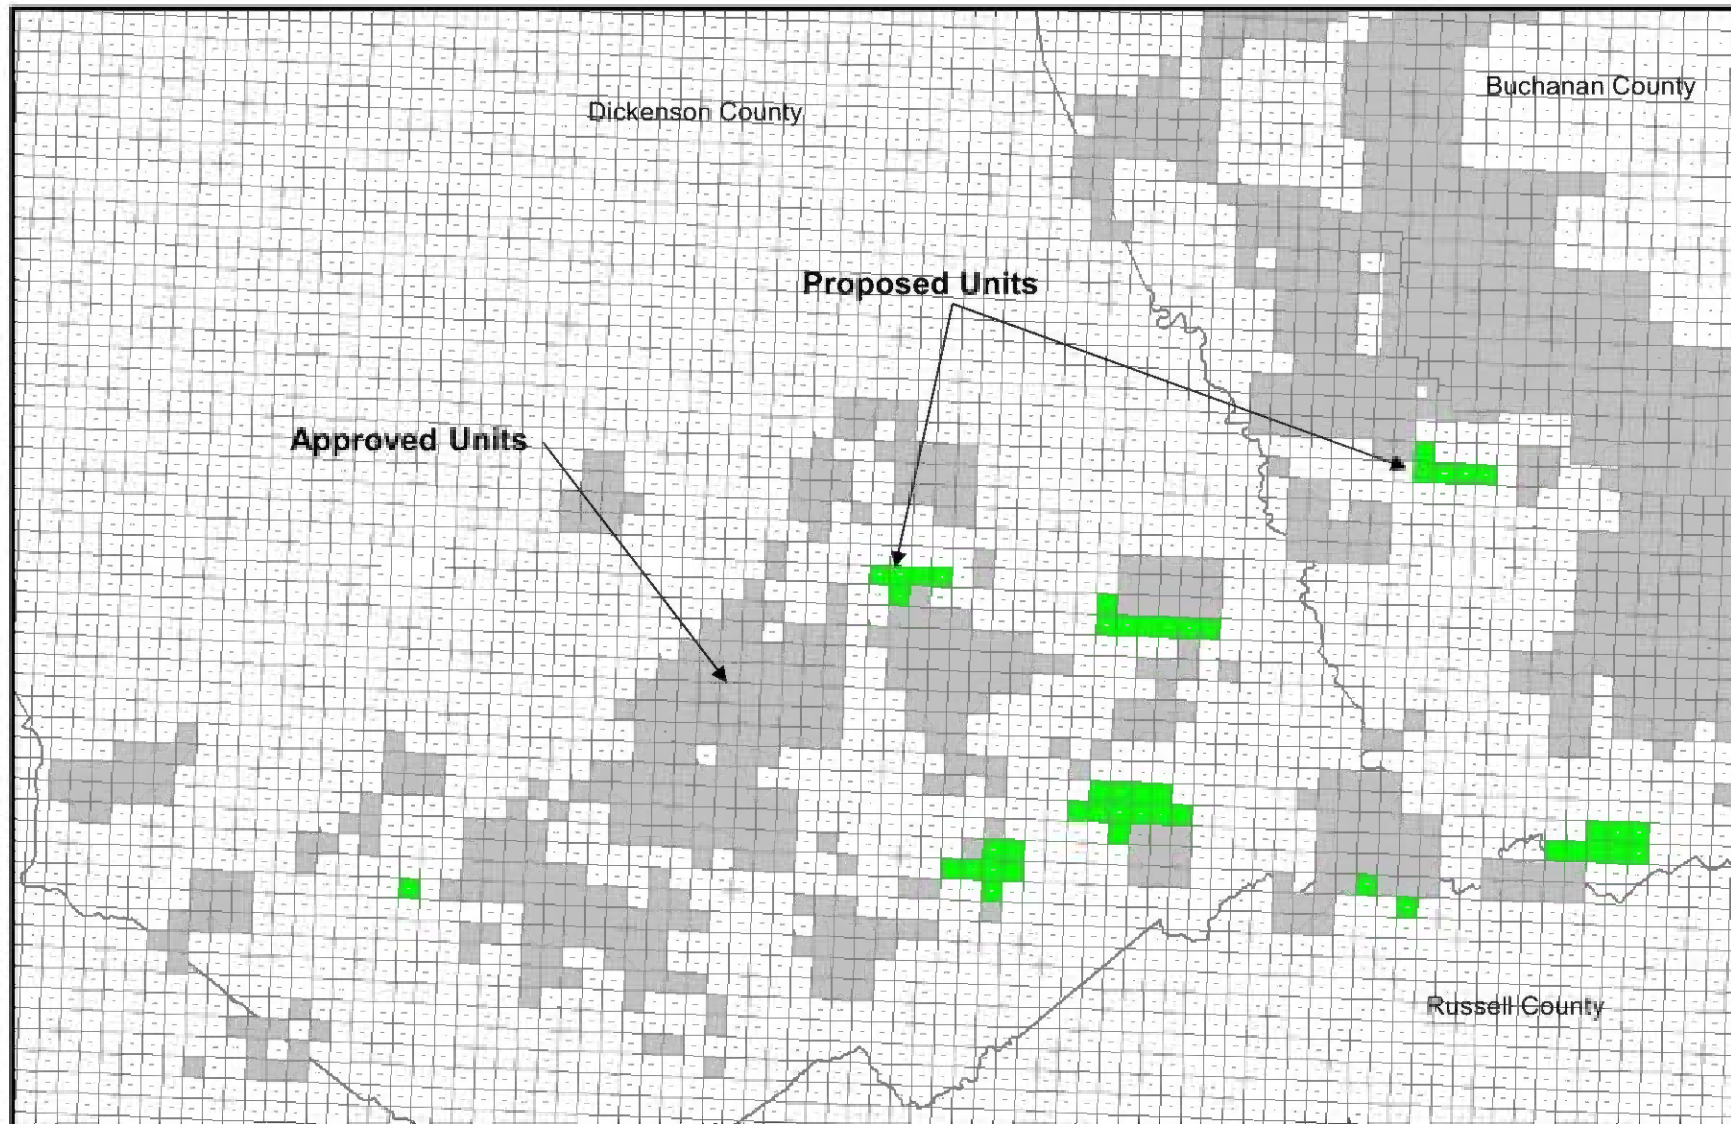 Buchanan County
Dickenson County
Proposed Units
Approved Units
Russell County